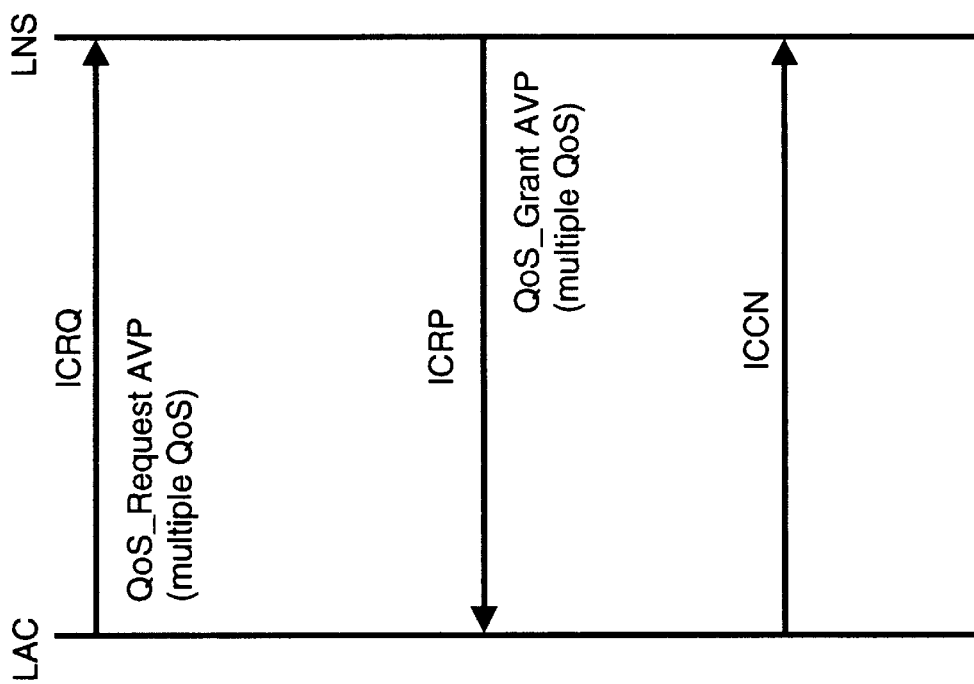 LAC
LNS
ICRQ
QoS_Request AVP
(multiple QoS)
ICRP
QoS_Grant AVP
(multiple QoS)
ICCN